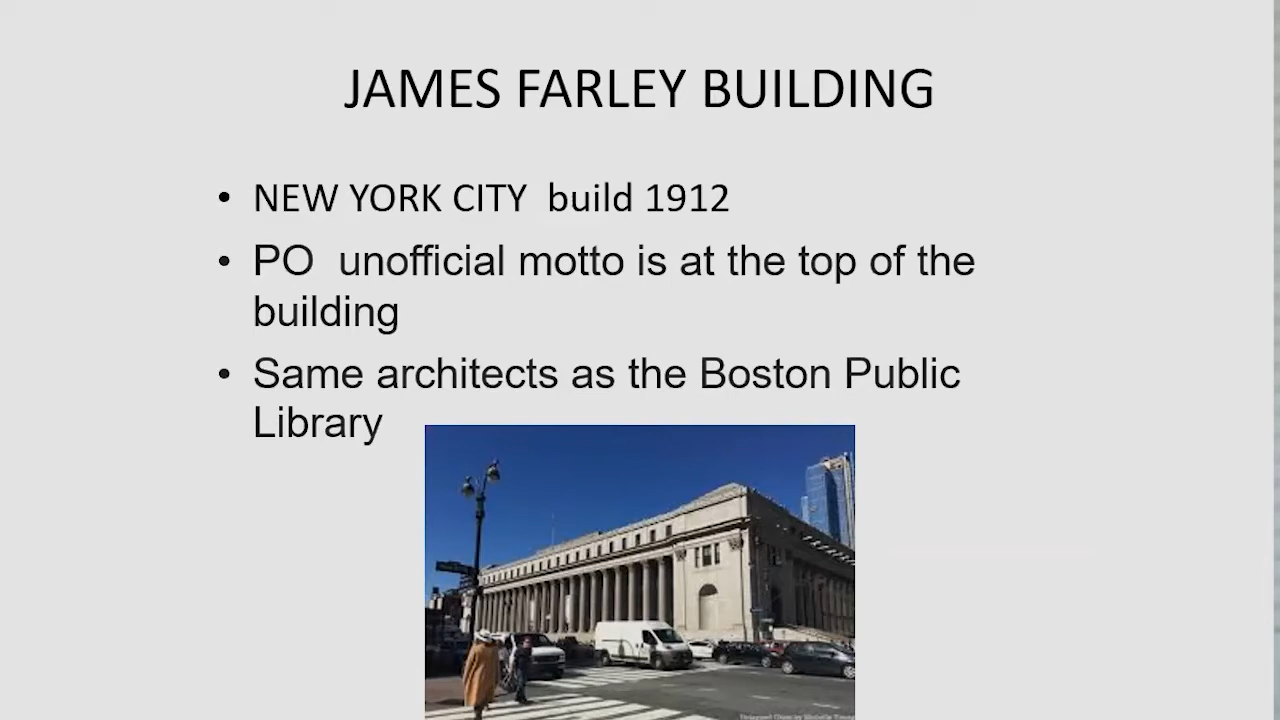 JAMES FARLEY BUILDING
• NEW YORK CITY  build 1912
• PO  unofficial motto is at the top of the
building
• Same architects as the Boston Public
Library